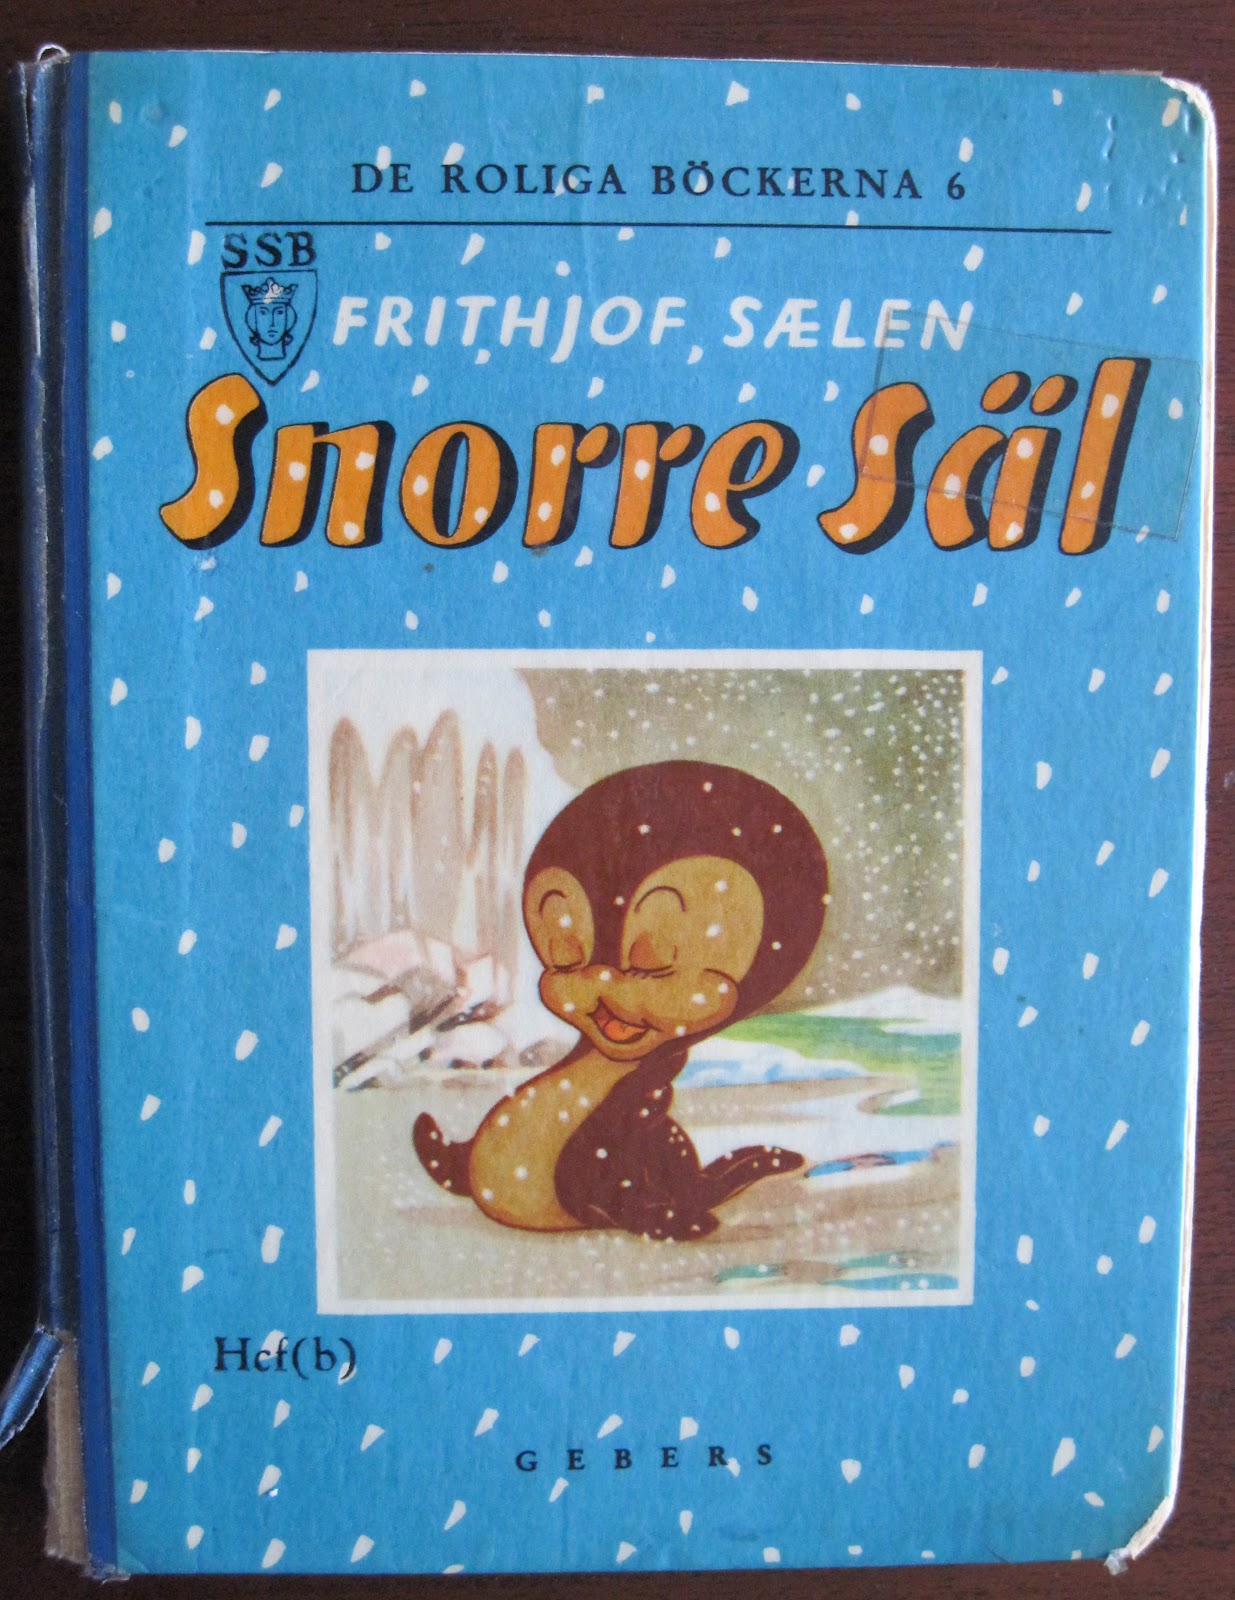 DE ROLIGA BÖCKERNA 6
SSB
FRITHJOF SÆLEN
Snorre Säl
Hcf(b)
GEBERS